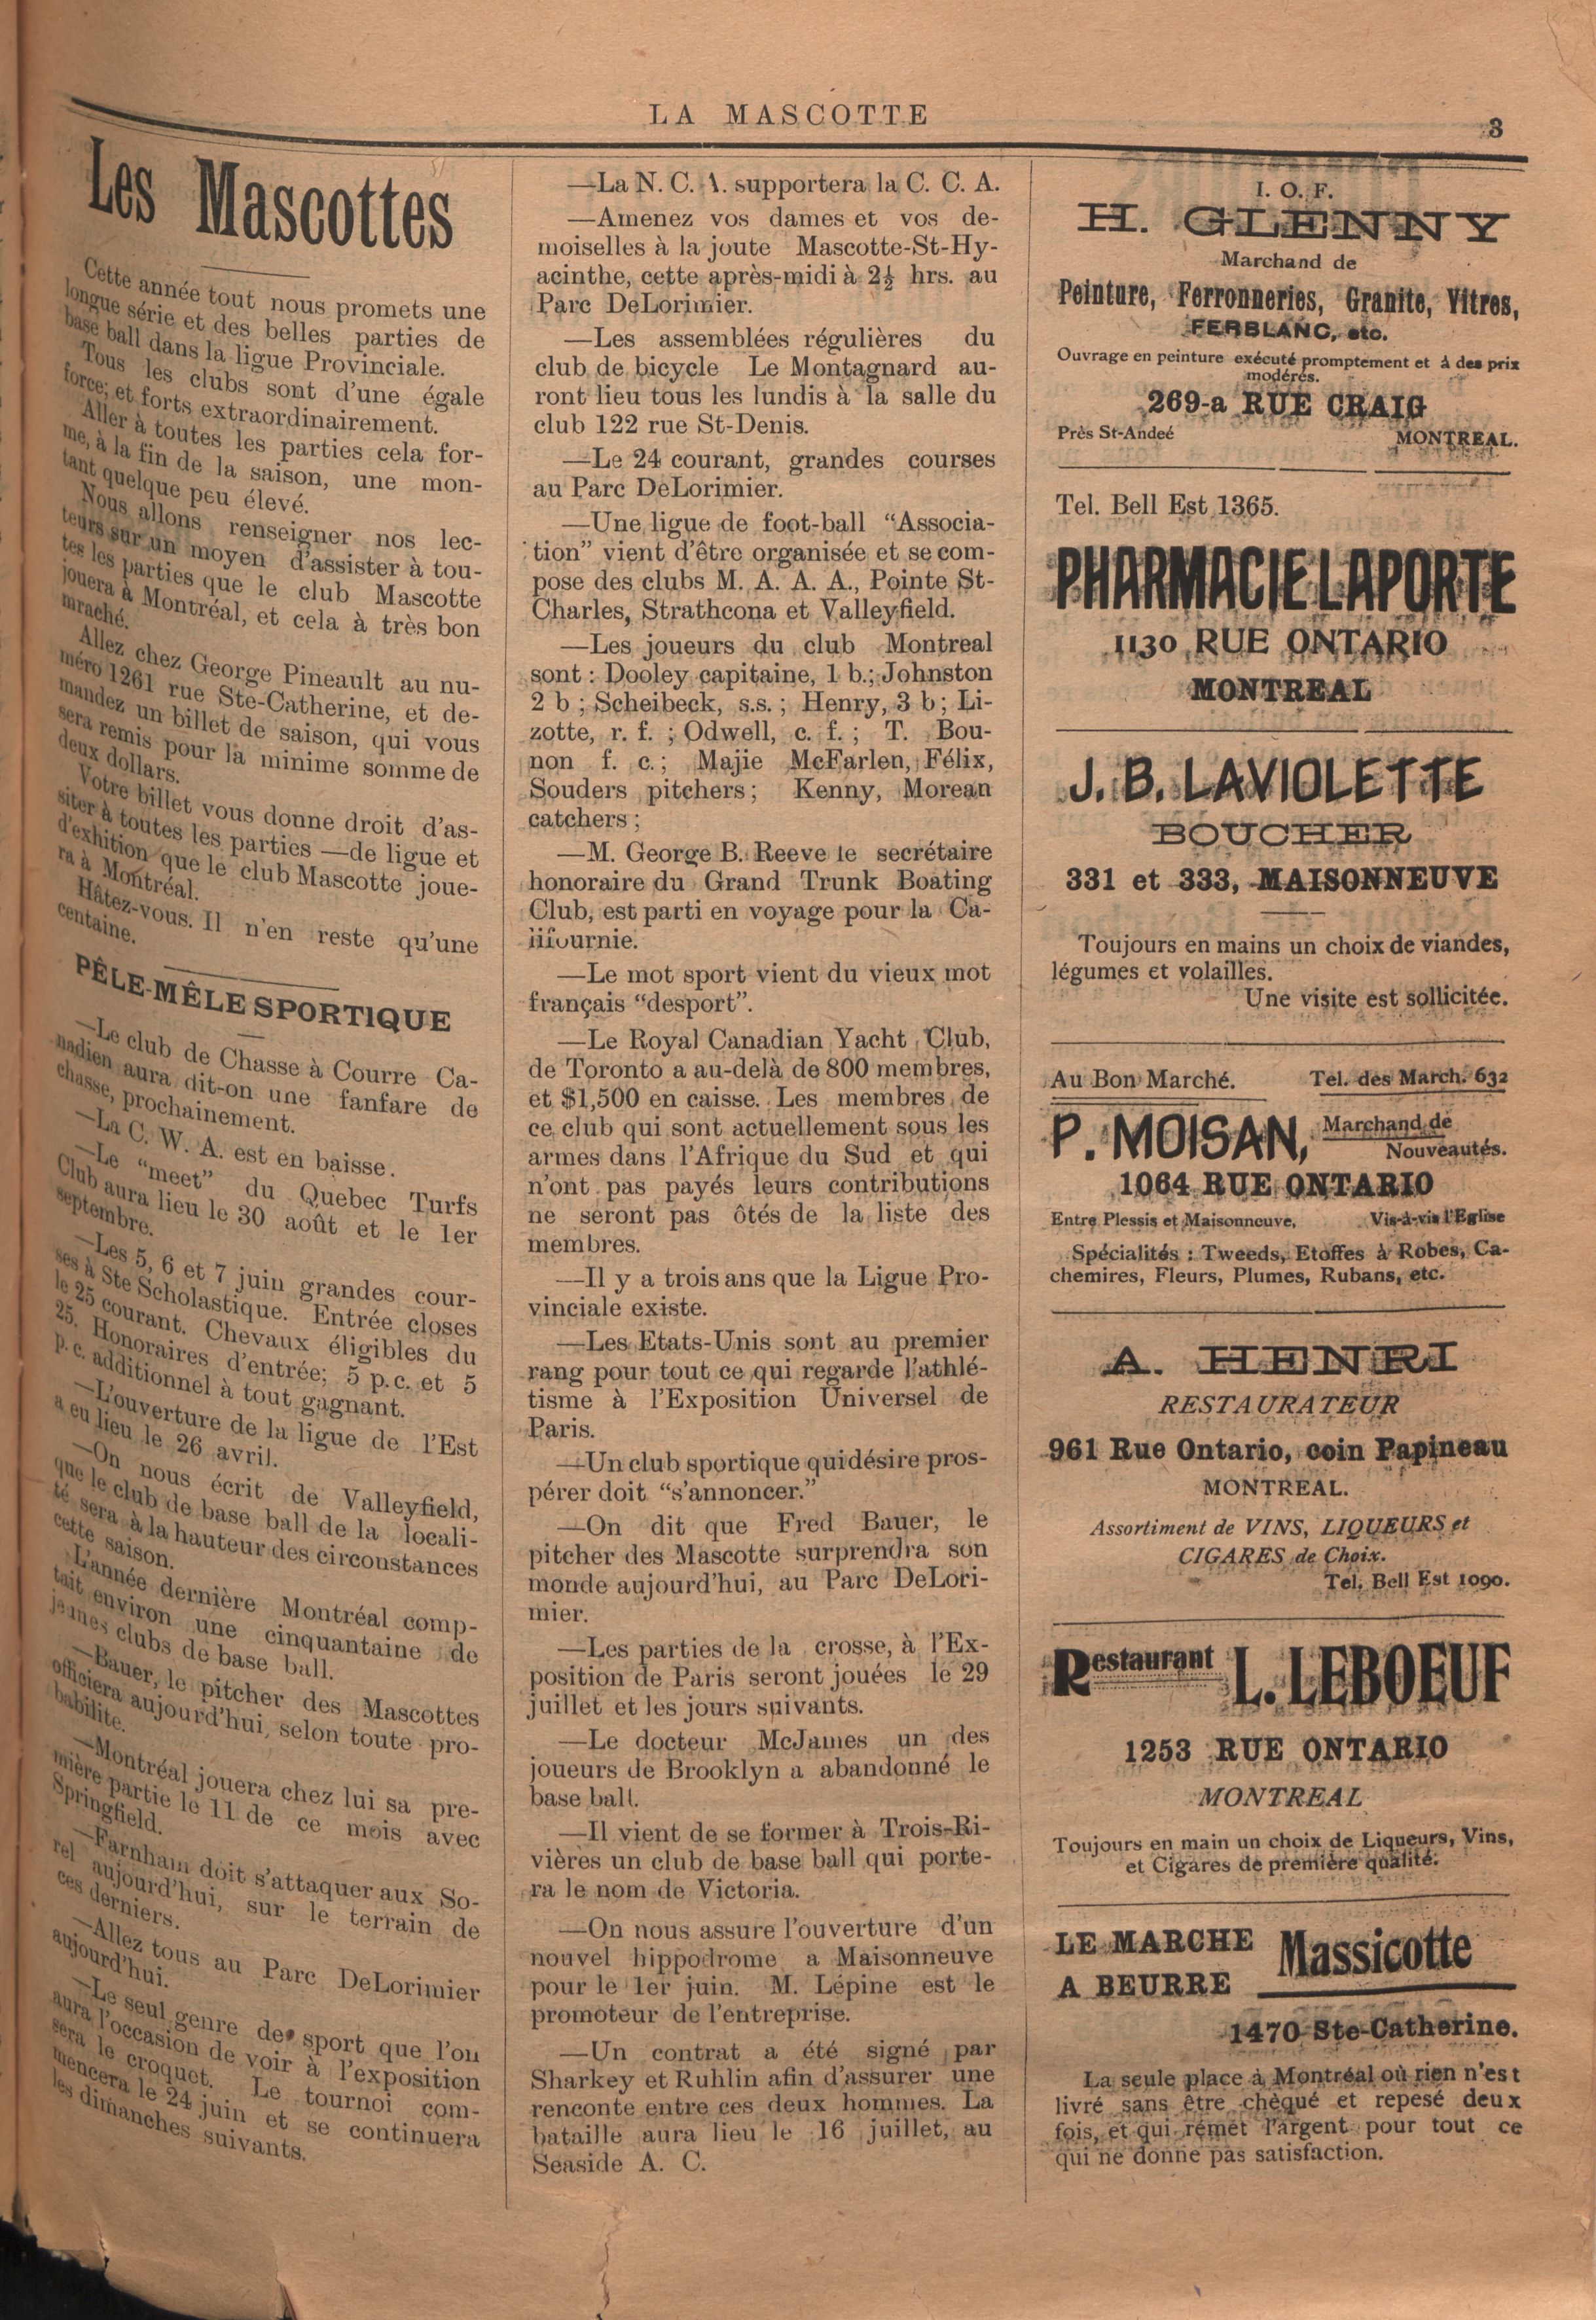 LA MASCOTTE
3
Les Mascottes
Cette année tout nous promets une
longue série et des belles parties de
base ball dans la ligue Provinciale.
Tous les clubs sont d'une égale
force; et forts extraordinairement.
Aller à toutes les parties cela for-
me, à la fin de la saison, une mon-
tant quelque peu élevé.
Nous allons renseigner nos lec-
teurs sur un moyen d'assister à tou-
tes les parties que le club Mascotte
jouera à Montréal, et cela à très bon
mraché.
Allez chez George Pineault au nu-
méro 1261 rue Ste-Catherine, et de-
mandez un billet de saison, qui vous
sera remis pour la minime somme de
deux dollars.
Votre billet vous donne droit d'as-
siter à toutes les parties —de ligue et
d'exhition que le club Mascotte joue-
ra à Montréal.
Hâtez-vous. Il n'en reste qu'une
centaine.
PÊLE-MÊLE SPORTIQUE
—Le club de Chasse à Courre Ca-
nadien aura dit-on une fanfare de
chasse, prochainement.
—La C. W. A. est en baisse.
—Le “meet” du Quebec Turfs
Club aura lieu le 30 août et le 1er
septembre.
—Les 5, 6 et 7 juin grandes cour-
ses à Ste Scholastique. Entrée closes
le 25 courant. Chevaux éligibles du
25. Honoraires d'entrée; 5 p.c. et 5
p.c. additionnel à tout gagnant.
—L'ouverture de la ligue de l'Est
a eu lieu le 26 avril.
—On nous écrit de Valleyfield,
que le club de base ball de la locali-
té sera à la hauteur des circonstances
cette saison.
L'année dernière Montréal comp-
tait environ une cinquantaine de
jeunes clubs de base ball.
—Bauer, le pitcher des Mascottes
officiera aujourd'hui, selon toute pro-
babilite.
—Montréal jouera chez lui sa pre-
mière partie le 11 de ce mois avec
Springfield.
—Farnham doit s'attaquer aux So-
rel aujourd'hui, sur le terrain de
ces derniers.
—Allez tous au Parc DeLorimier
aujourd'hui.
—Le seul genre de sport que l'on
aura l'occasion de voir à l'exposition
sera le croquet. Le tournoi com-
mencera le 24 juin et se continuera
les dimanches suivants.
—La N. C. A. supportera la C. C. A.
—Amenez vos dames et vos de-
moiselles à la joute Mascotte-St-Hy-
acinthe, cette après-midi à 2½ hrs. au
Parc DeLorimier.
—Les assemblées régulières du
club de bicycle Le Montagnard au-
ront lieu tous les lundis à la salle du
club 122 rue St-Denis.
—Le 24 courant, grandes courses
au Parc DeLorimier.
—Une ligue de foot-ball “Associa-
tion” vient d'être organisée et se com-
pose des clubs M. A. A. A., Pointe St-
Charles, Strathcona et Valleyfield.
—Les joueurs du club Montreal
sont : Dooley capitaine, 1 b.; Johnston
2 b ; Scheibeck, s.s. ; Henry, 3 b ; Li-
zotte, r. f. ; Odwell, c. f. ; T. Bou-
non f. c. ; Majie McFarlen, Félix,
Souders pitchers ; Kenny, Morean
catchers ;
—M. George B. Reeve le secrétaire
honoraire du Grand Trunk Boating
Club, est parti en voyage pour la Ca-
lifournie.
—Le mot sport vient du vieux mot
français “desport”.
—Le Royal Canadian Yacht Club,
de Toronto a au-delà de 800 membres,
et $1,500 en caisse. Les membres de
ce club qui sont actuellement sous les
armes dans l'Afrique du Sud et qui
n'ont pas payés leurs contributions
ne seront pas ôtés de la liste des
membres.
—Il y a trois ans que la Ligue Pro-
vinciale existe.
—Les Etats-Unis sont au premier
rang pour tout ce qui regarde l'athlé-
tisme à l'Exposition Universel de
Paris.
—Un club sportique qui désire pros-
pérer doit “s'annoncer.”
—On dit que Fred Bauer, le
pitcher des Mascotte surprendra son
monde aujourd'hui, au Parc DeLori-
mier.
—Les parties de la crosse, à l'Ex-
position de Paris seront jouées le 29
juillet et les jours suivants.
—Le docteur McJames un des
joueurs de Brooklyn a abandonné le
base ball.
—Il vient de se former à Trois-Ri-
vières un club de base ball qui porte-
ra le nom de Victoria.
—On nous assure l'ouverture d'un
nouvel hippodrome a Maisonneuve
pour le 1er juin. M. Lépine est le
promoteur de l'entreprise.
—Un contrat a été signé par
Sharkey et Ruhlin afin d'assurer une
renconte entre ces deux hommes. La
bataille aura lieu le 16 juillet, au
Seaside A. C.
I. O. F.
H. GLENNY
Marchand de
Peinture, Ferronneries, Granite, Vitres,
FERBLANC, etc.
Ouvrage en peinture exécuté promptement et à des prix
modérés.
269-a RUE CRAIG
Près St-Andeé MONTREAL.
Tel. Bell Est 1365.
PHARMACIE LAPORTE
1130 RUE ONTARIO
MONTREAL
J. B. LAVIOLETTE
BOUCHER
331 et 333, MAISONNEUVE
Toujours en mains un choix de viandes,
légumes et volailles.
Une visite est sollicitée.
Au Bon Marché. Tel. des March. 632
P. MOISAN, Marchand de
Nouveautés.
1064 RUE ONTARIO
Entre Plessis et Maisonneuve, Vis-à-vis l'Eglise
Spécialités : Tweeds, Etoffes à Robes, Ca-
chemires, Fleurs, Plumes, Rubans, etc.
A. HENRI
RESTAURATEUR
961 Rue Ontario, coin Papineau
MONTREAL.
Assortiment de VINS, LIQUEURS et
CIGARES de Choix.
Tel. Bell Est 1090.
Restaurant L. LEBOEUF
1253 RUE ONTARIO
MONTREAL
Toujours en main un choix de Liqueurs, Vins,
et Cigares de première qualité.
LE MARCHE
A BEURRE
Massicotte
1470 Ste-Catherine.
La seule place à Montréal où rien n'est
livré sans être chèqué et repesé deux
fois, et qui remet l'argent pour tout ce
qui ne donne pas satisfaction.